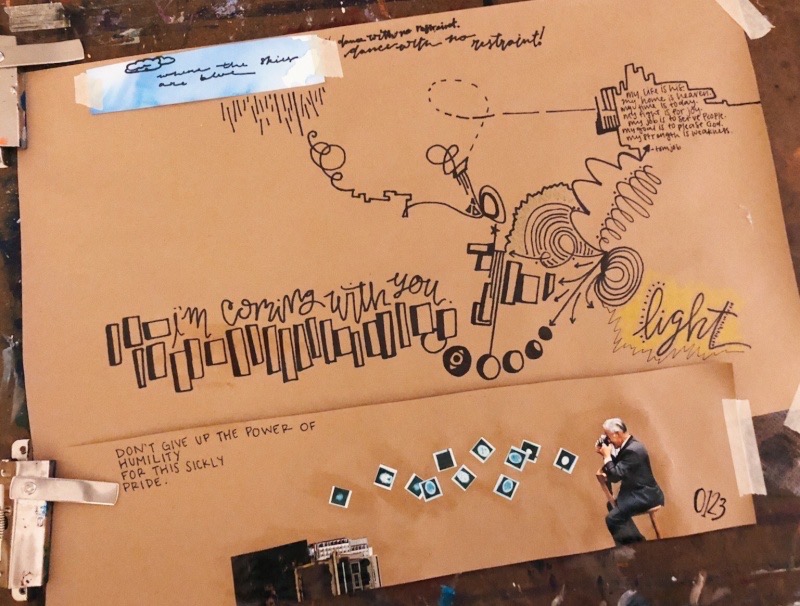 dance with no restraint.
dance with no restraint!
where the skies
are blue
my life is his.
my home is heaven.
my time is today.
my fight is for joy.
my job is to serve people.
my goal is to please God.
my strength is weakness.
i'm coming with you.
light
DON'T GIVE UP THE POWER OF
HUMILITY
FOR THIS SICKLY
PRIDE.
0123